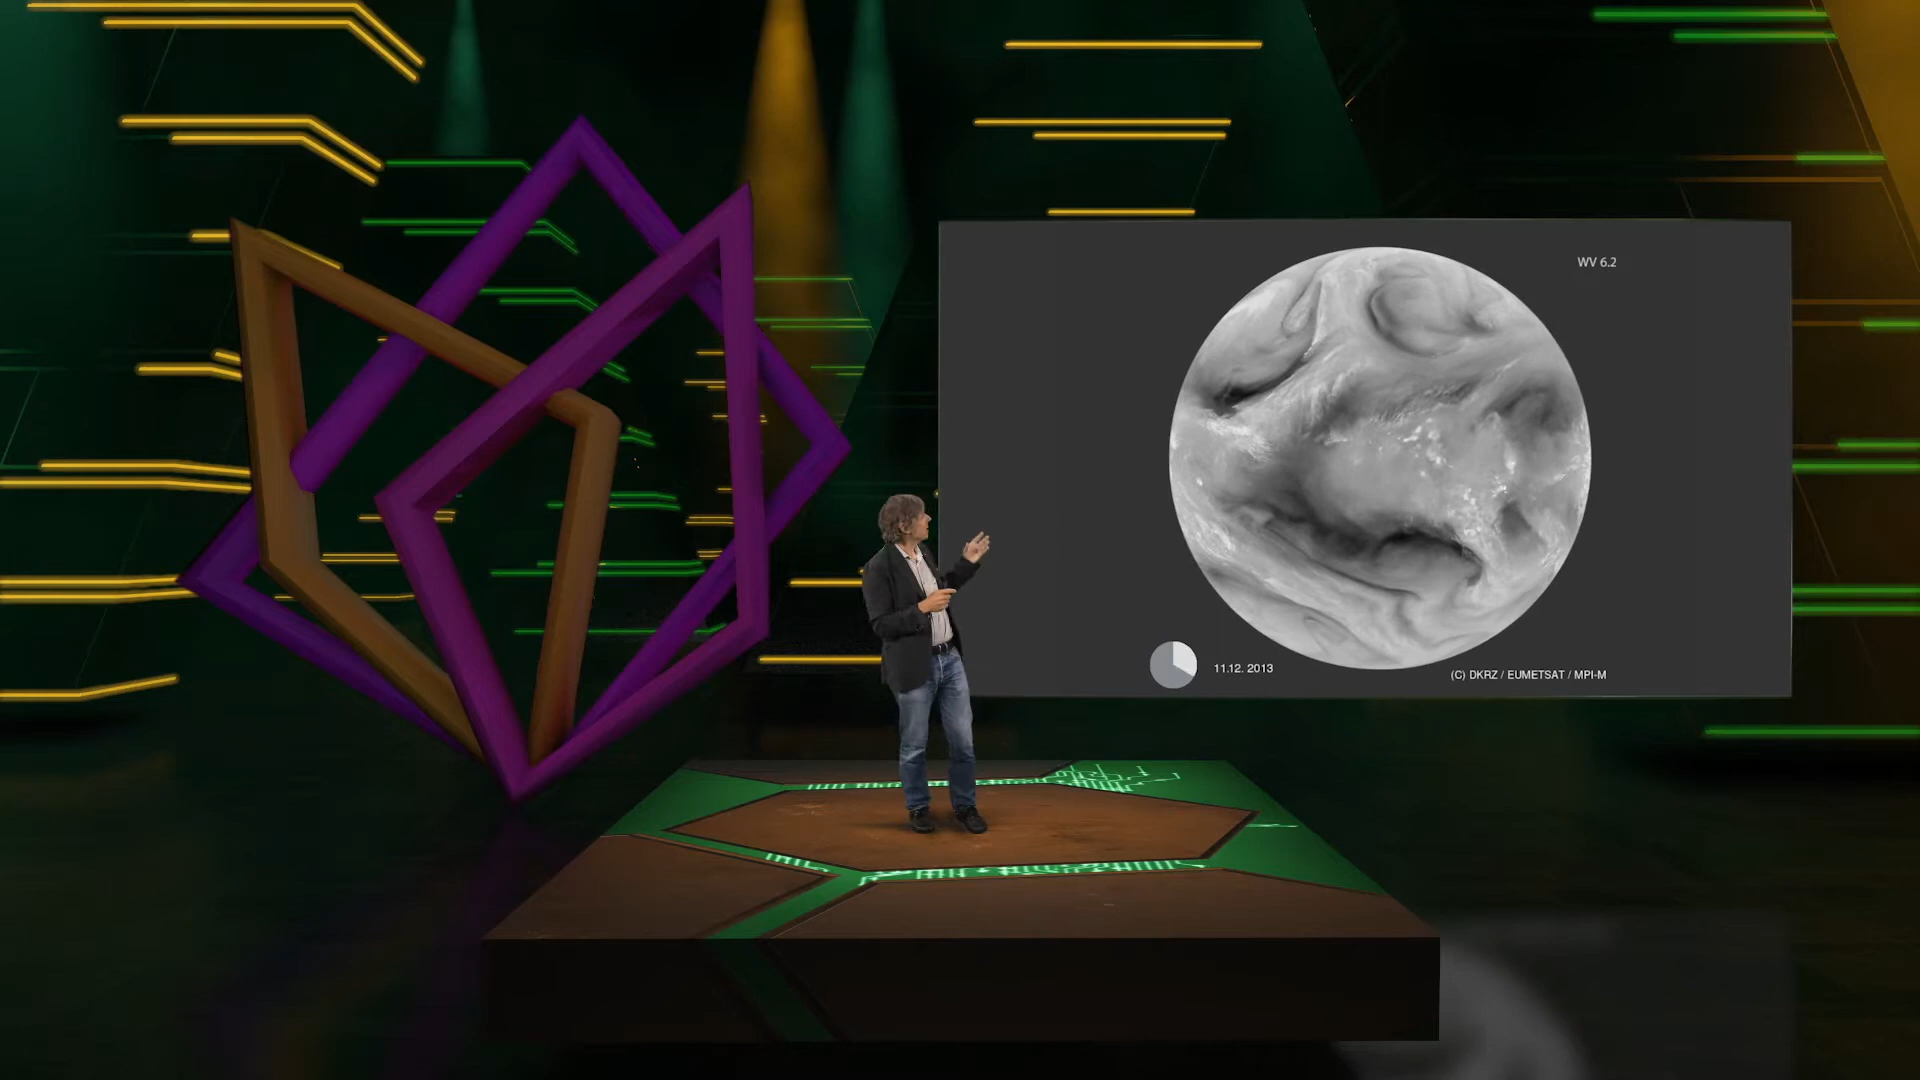 WV 6.2
11.12. 2013
(C) DKRZ / EUMETSAT / MPI-M